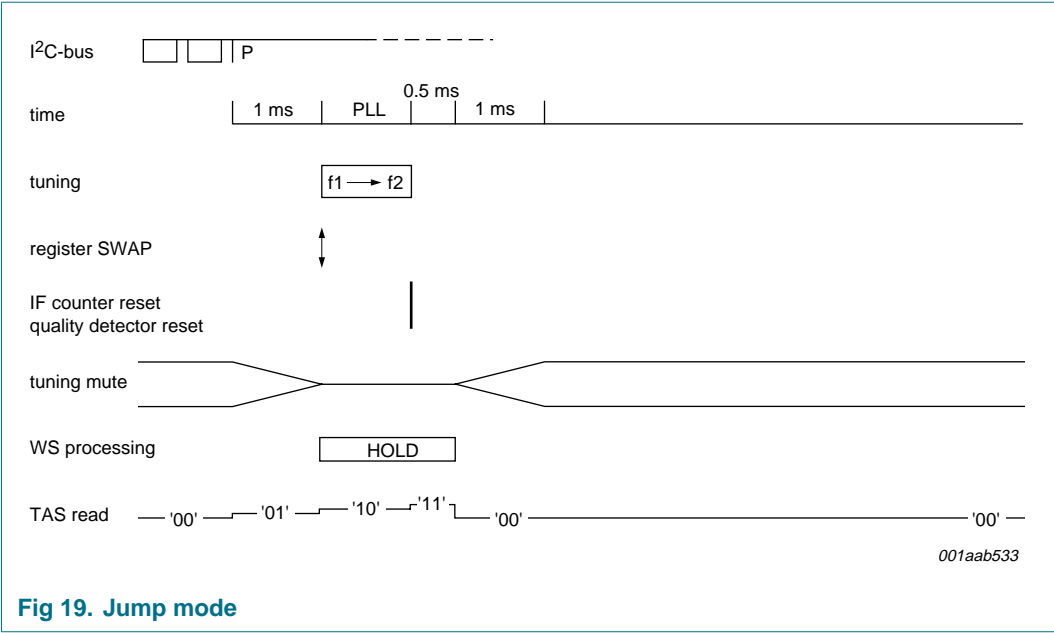 I2C-bus P
0.5 ms
time 1 ms PLL 1 ms
tuning f1 → f2
register SWAP
IF counter reset
quality detector reset
tuning mute
WS processing HOLD
TAS read '00' '01' '10' '11' '00' '00'
001aab533
Fig 19. Jump mode